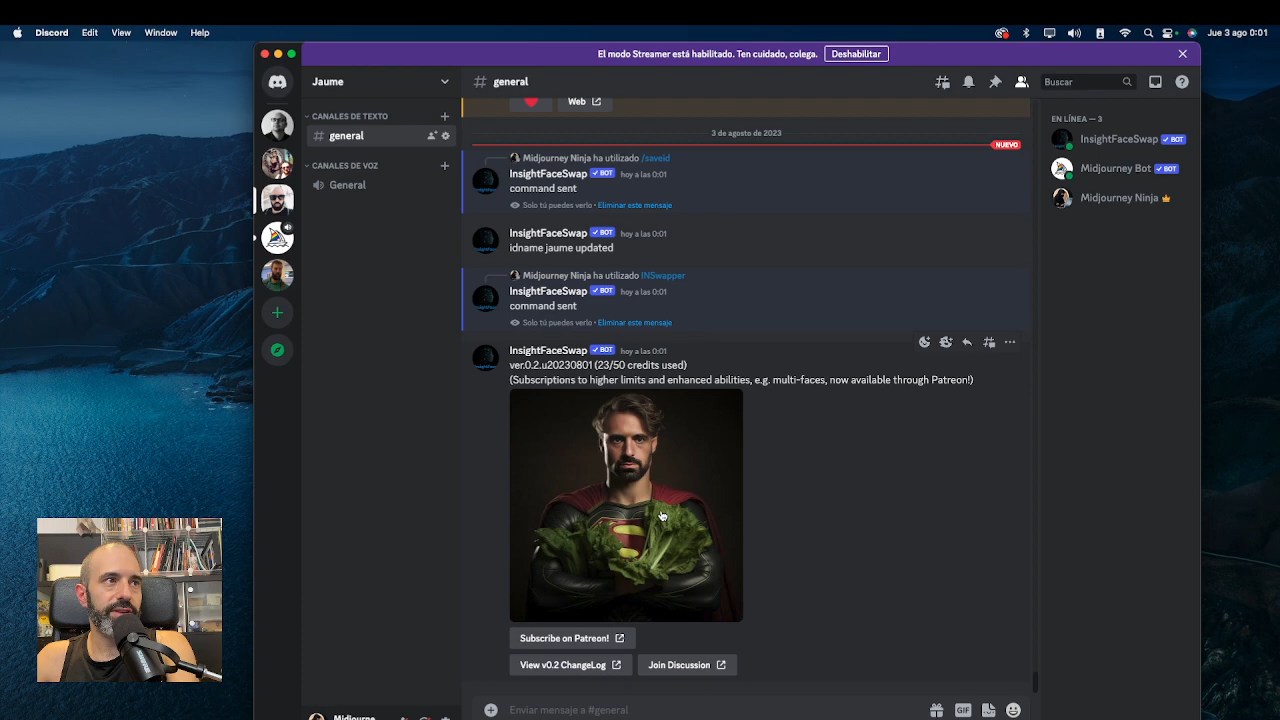 Discord Edit View Window Help
Jue 3 ago 0:01
El modo Streamer está habilitado. Ten cuidado, colega. Deshabilitar
Jaume
general
Buscar
CANALES DE TEXTO
general
CANALES DE VOZ
General
Web
3 de agosto de 2023
NUEVO
Midjourney Ninja ha utilizado /saveid
InsightFaceSwap BOT hoy a las 0:01
command sent
Solo tú puedes verlo • Eliminar este mensaje
InsightFaceSwap BOT hoy a las 0:01
idname jaume updated
Midjourney Ninja ha utilizado INSwapper
InsightFaceSwap BOT hoy a las 0:01
command sent
Solo tú puedes verlo • Eliminar este mensaje
InsightFaceSwap BOT hoy a las 0:01
ver.0.2.u20230801 (23/50 credits used)
(Subscriptions to higher limits and enhanced abilities, e.g. multi-faces, now available through Patreon!)
Subscribe on Patreon!
View v0.2 ChangeLog Join Discussion
Enviar mensaje a #general
GIF
EN LÍNEA — 3
InsightFaceSwap BOT
Midjourney Bot BOT
Midjourney Ninja